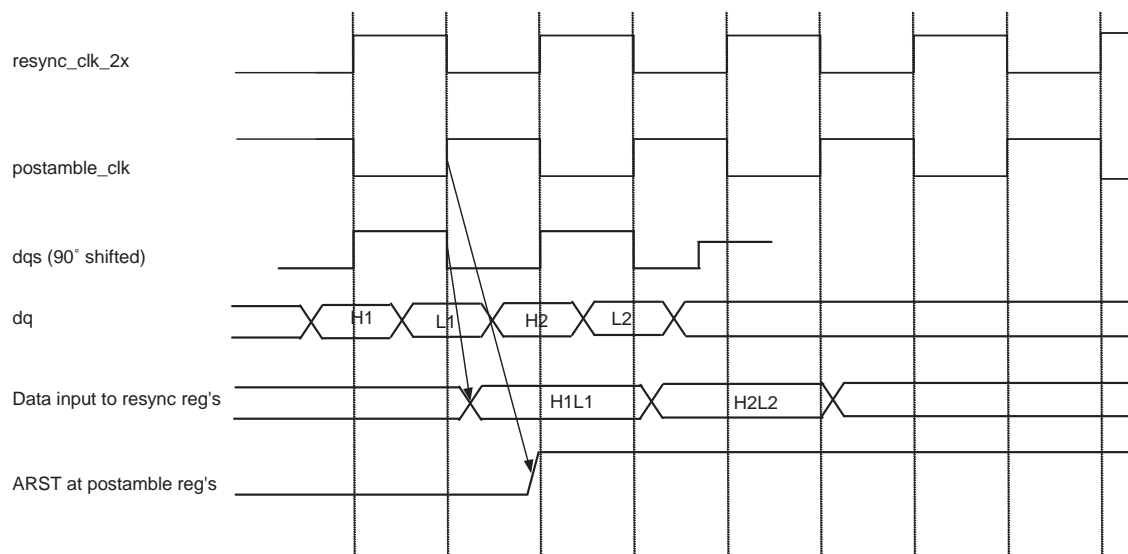 resync_clk_2x
postamble_clk
dqs (90˚ shifted)
dq
H1
L1
H2
L2
Data input to resync reg's
H1L1
H2L2
ARST at postamble reg's